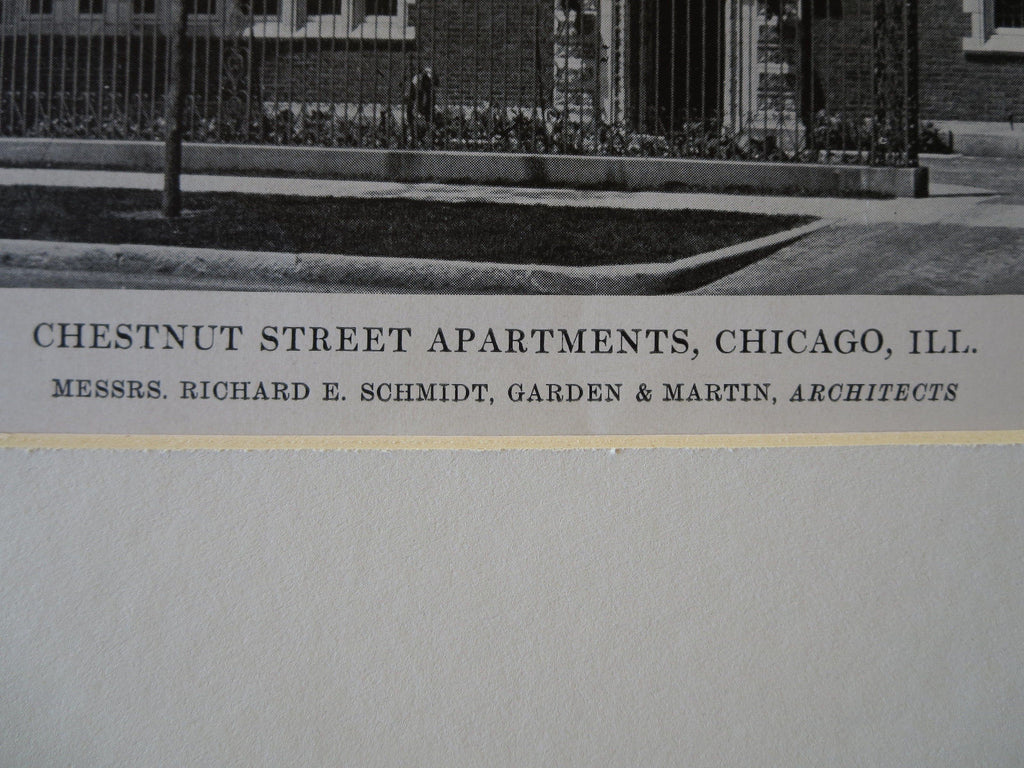 CHESTNUT STREET APARTMENTS, CHICAGO, ILL.
MESSRS. RICHARD E. SCHMIDT, GARDEN & MARTIN, ARCHITECTS